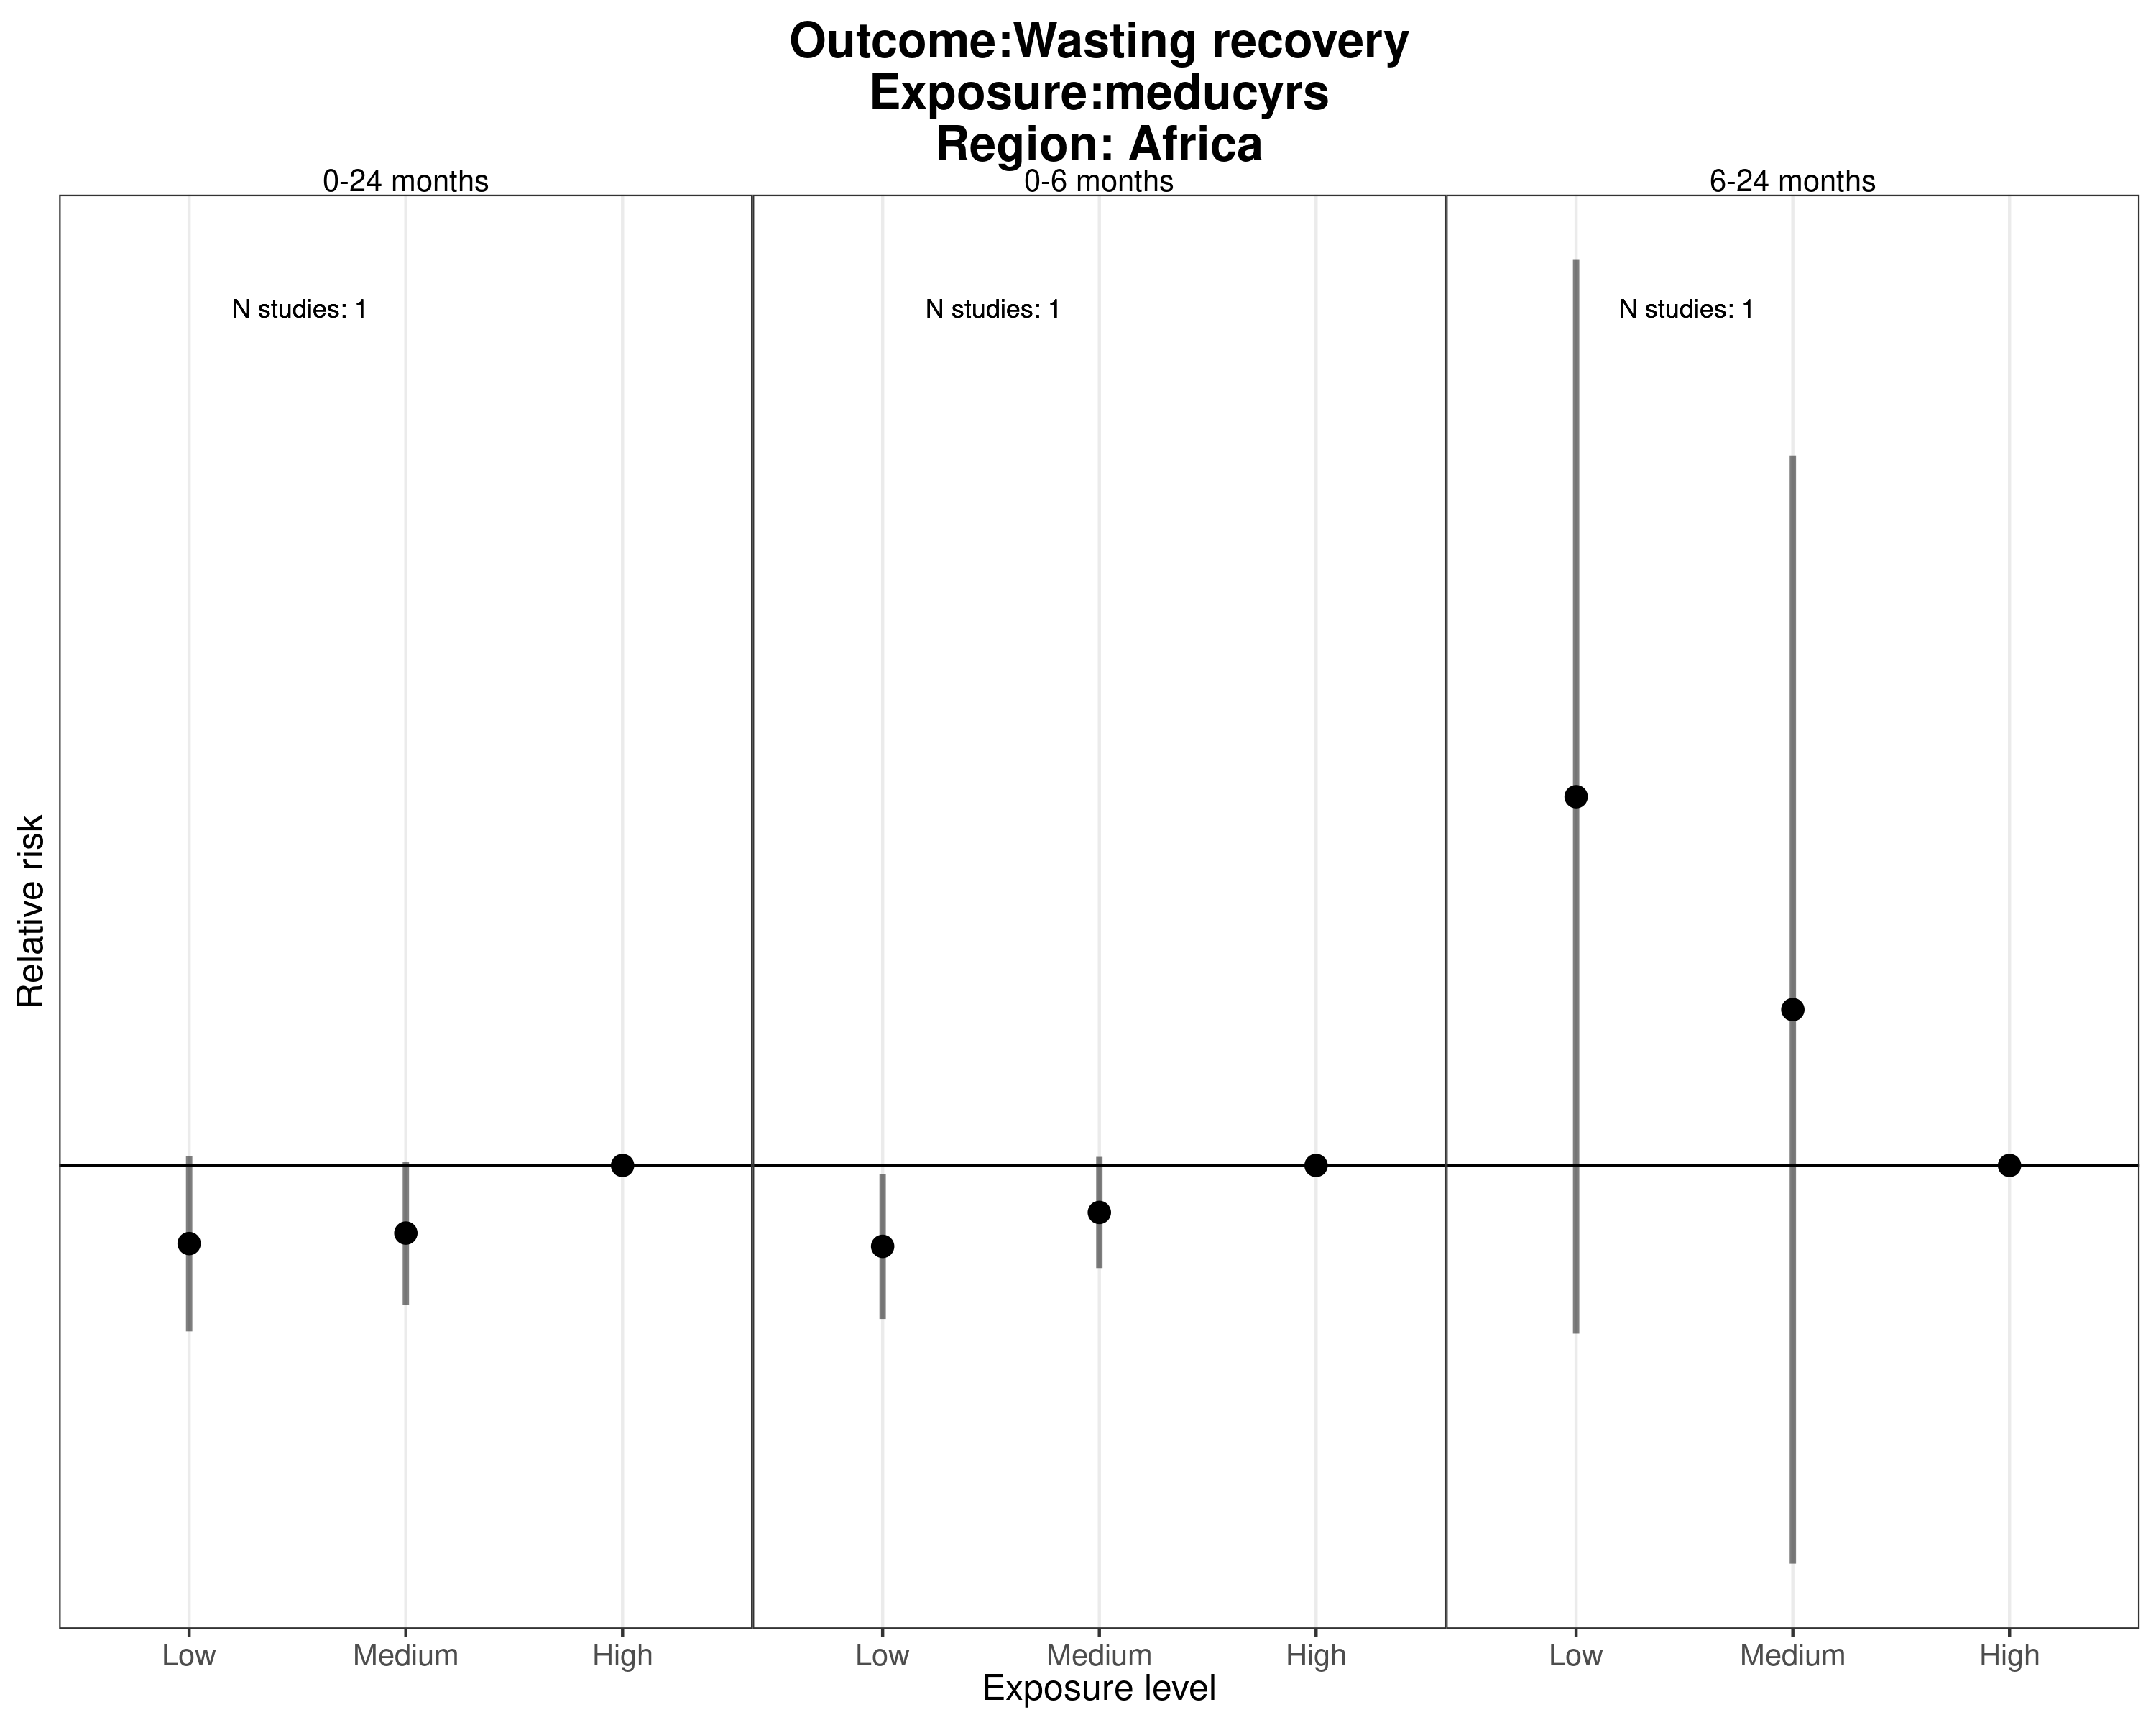 Outcome:Wasting recovery
Exposure:meducyrs
Region: Africa
0-24 months
0-6 months
6-24 months
N studies: 1
N studies: 1
N studies: 1
Relative risk
Low
Medium
High
Low
Medium
High
Low
Medium
High
Exposure level